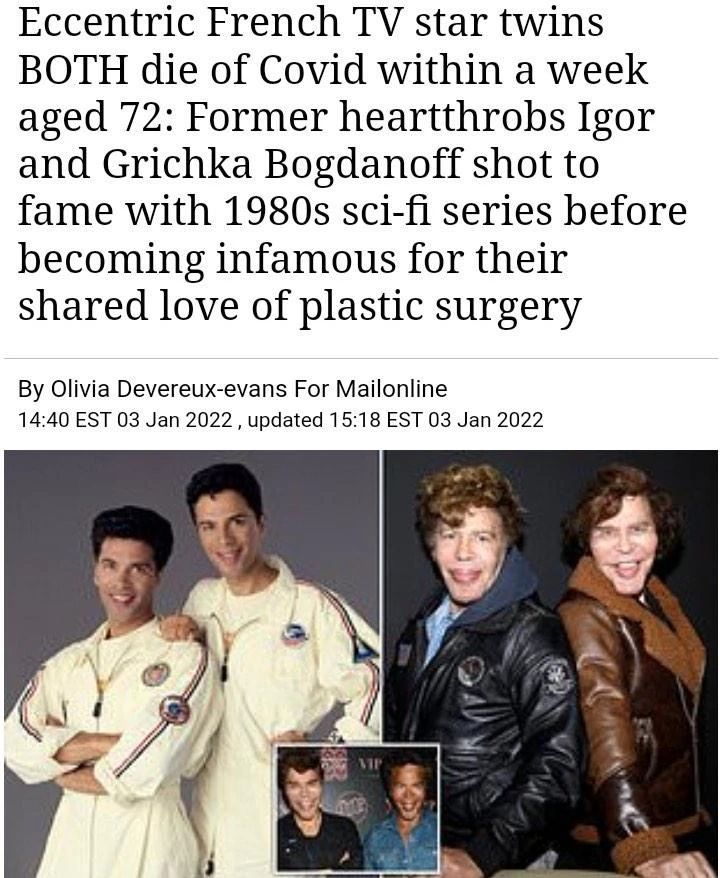 Eccentric French TV star twins
BOTH die of Covid within a week
aged 72: Former heartthrobs Igor
and Grichka Bogdanoff shot to
fame with 1980s sci-fi series before
becoming infamous for their
shared love of plastic surgery
By Olivia Devereux-evans For Mailonline
14:40 EST 03 Jan 2022 , updated 15:18 EST 03 Jan 2022
VIP